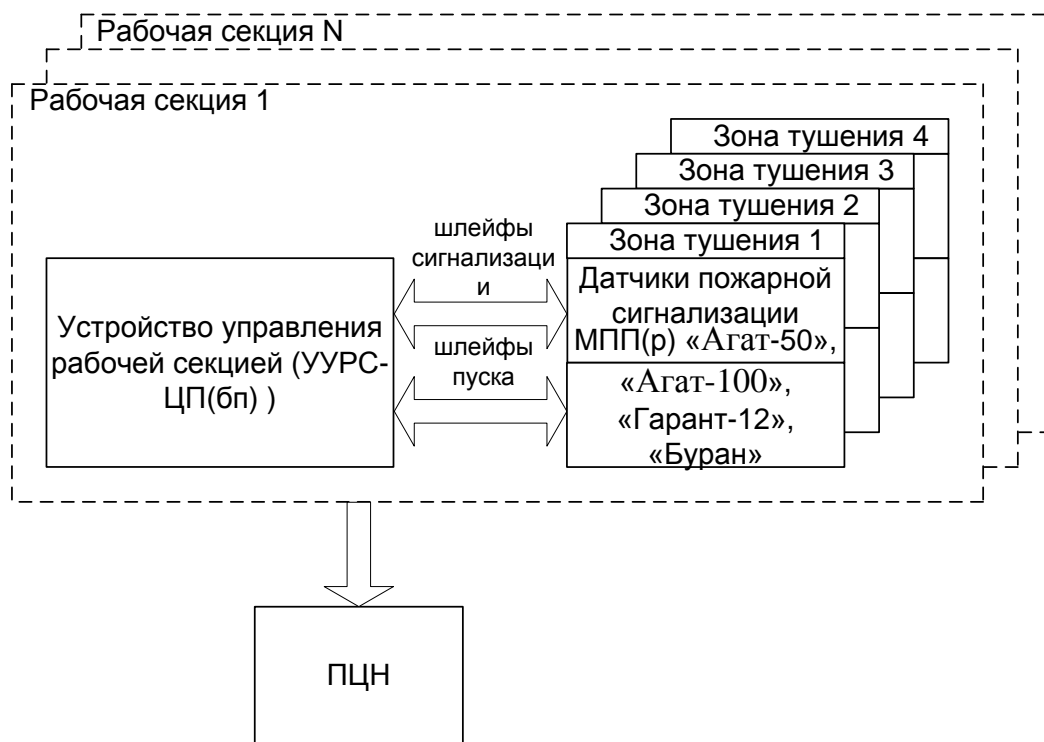 Рабочая секция N
Рабочая секция 1
Зона тушения 4
Зона тушения 3
Зона тушения 2
Зона тушения 1
шлейфы
сигнализаци
и
Устройство управления
рабочей секцией (УУРС-
ЦП(бп) )
шлейфы
пуска
Датчики пожарной
сигнализации
МПП(р) «Агат-50»,
«Агат-100»,
«Гарант-12»,
«Буран»
ПЦН